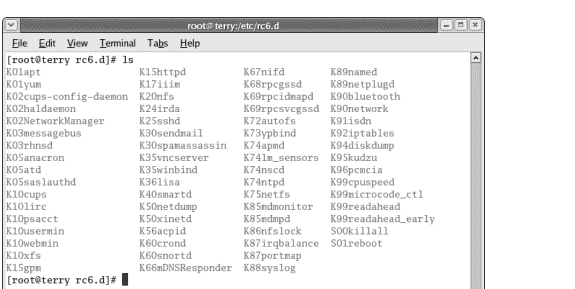 root@terry:/etc/rc6.d
File Edit View Terminal Tabs Help
[root@terry rc6.d]# ls
K01apt K15httpd K67nifd K89named
K01yum K17iiim K68rpcgssd K89netplugd
K02cups-config-daemon K20nfs K69rpcidmapd K90bluetooth
K02haldaemon K24irda K69rpcsvcgssd K90network
K02NetworkManager K25sshd K72autofs K91isdn
K03messagebus K30sendmail K73ypbind K92iptables
K03rhnsd K30spamassassin K74apmd K94diskdump
K05anacron K35vncserver K74lm_sensors K95kudzu
K05atd K35winbind K74nscd K96pcmcia
K05saslauthd K36lisa K74ntpd K99cpuspeed
K10cups K40smartd K75netfs K99microcode_ctl
K10lirc K50netdump K85mdmonitor K99readahead
K10psacct K50xinetd K85mdmpd K99readahead_early
K10usermin K56acpid K86nfslock S00killall
K10webmin K60crond K87irqbalance S01reboot
K10xfs K60snortd K87portmap
K15gpm K66mDNSResponder K88syslog
[root@terry rc6.d]#